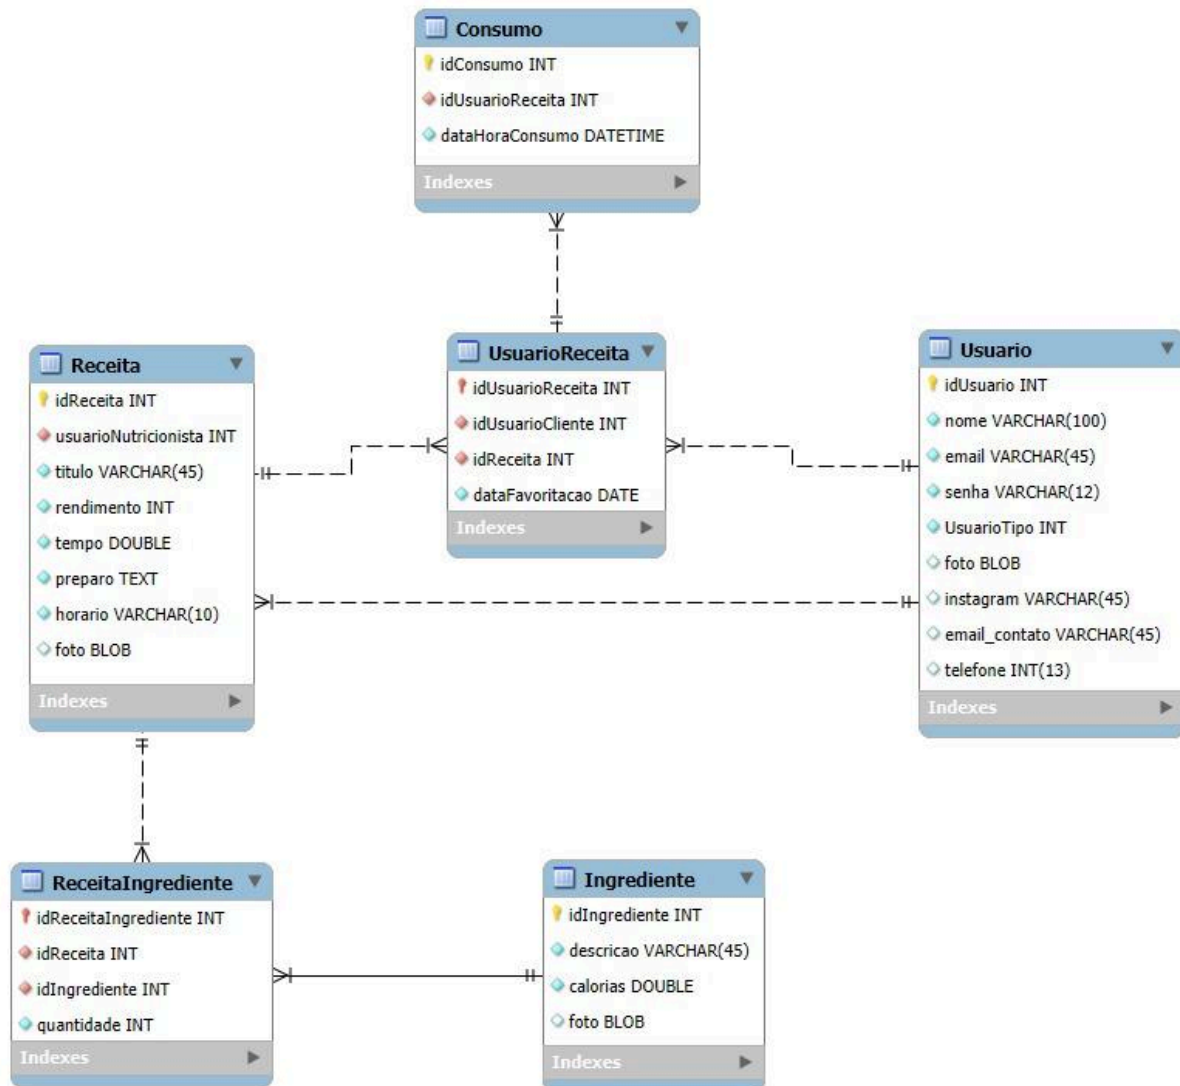 Consumo
idConsumo INT
idUsuarioReceita INT
dataHoraConsumo DATETIME
Indexes
Receita
idReceita INT
usuarioNutricionista INT
titulo VARCHAR(45)
rendimento INT
tempo DOUBLE
preparo TEXT
horario VARCHAR(10)
foto BLOB
Indexes
UsuarioReceita
idUsuarioReceita INT
idUsuarioCliente INT
idReceita INT
dataFavoritacao DATE
Indexes
Usuario
idUsuario INT
nome VARCHAR(100)
email VARCHAR(45)
senha VARCHAR(12)
UsuarioTipo INT
foto BLOB
instagram VARCHAR(45)
email_contato VARCHAR(45)
telefone INT(13)
Indexes
ReceitaIngrediente
idReceitaIngrediente INT
idReceita INT
idIngrediente INT
quantidade INT
Indexes
Ingrediente
idIngrediente INT
descricao VARCHAR(45)
calorias DOUBLE
foto BLOB
Indexes